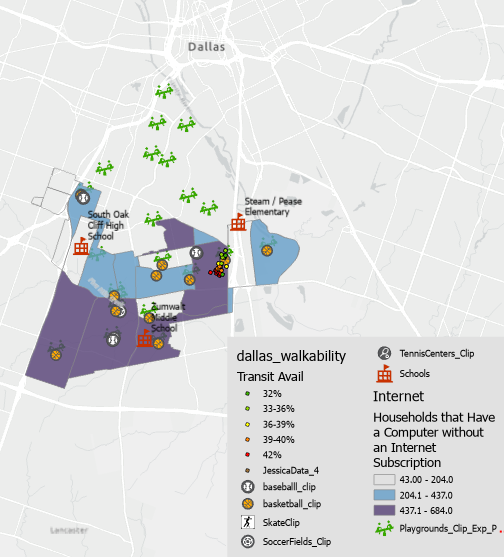 Dallas
Steam / Pease
Elementary
South Oak
Cliff High
School
Zumwalt
Middle
School
Lancaster
dallas_walkability
Transit Avail
32%
33-36%
36-39%
39-40%
42%
JessicaData_4
baseballl_clip
basketball_clip
SkateClip
SoccerFields_Clip
TennisCenters_Clip
Schools
Internet
Households that Have
a Computer without
an Internet
Subscription
43.00 - 204.0
204.1 - 437.0
437.1 - 684.0
Playgrounds_Clip_Exp_P